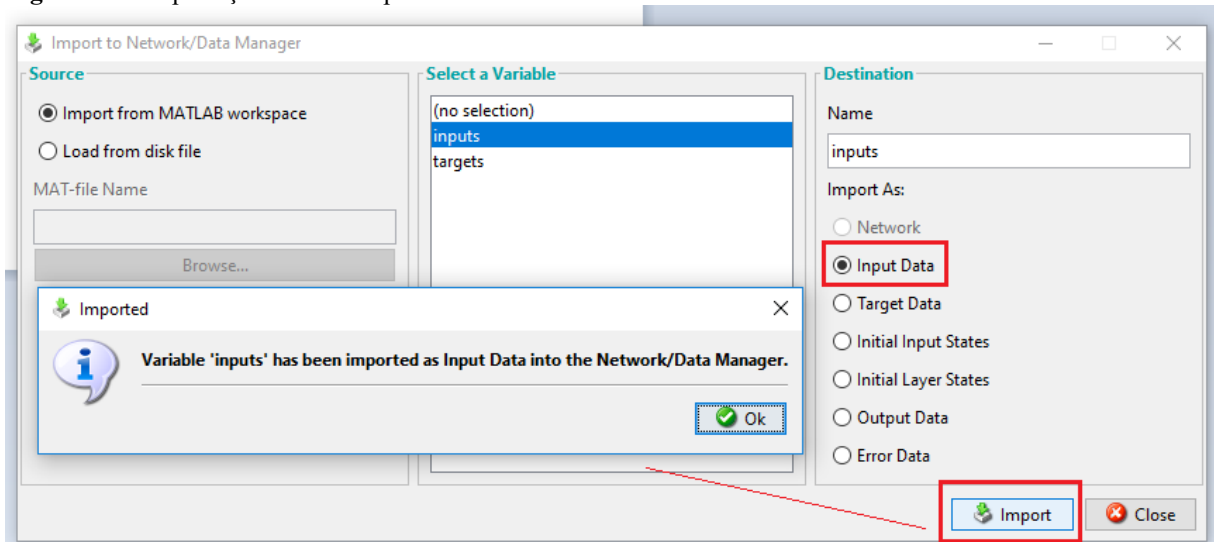 Import to Network/Data Manager
Source
Import from MATLAB workspace
Load from disk file
MAT-file Name
Browse...
Select a Variable
(no selection)
inputs
targets
Destination
Name
inputs
Import As:
Network
Input Data
Target Data
Initial Input States
Initial Layer States
Output Data
Error Data
Imported
Variable 'inputs' has been imported as Input Data into the Network/Data Manager.
Ok
Import
Close